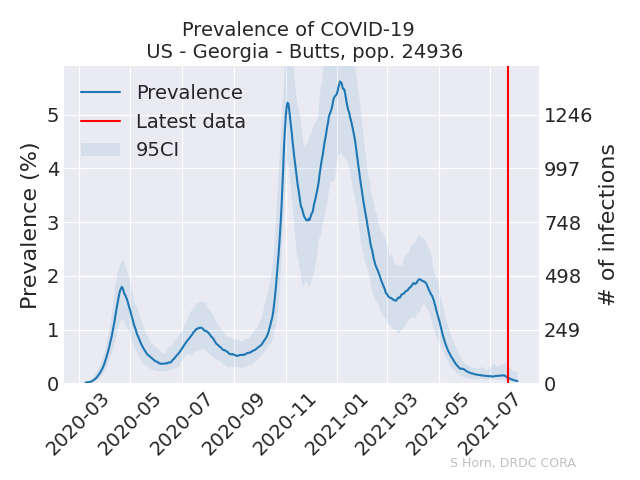 Prevalence of COVID-19
US - Georgia - Butts, pop. 24936
Prevalence
Latest data
95CI
Prevalence (%)
5
4
3
2
1
0
1246
997
748
498
249
0
# of infections
2020-03
2020-05
2020-07
2020-09
2020-11
2021-01
2021-03
2021-05
2021-07
S Horn, DRDC CORA